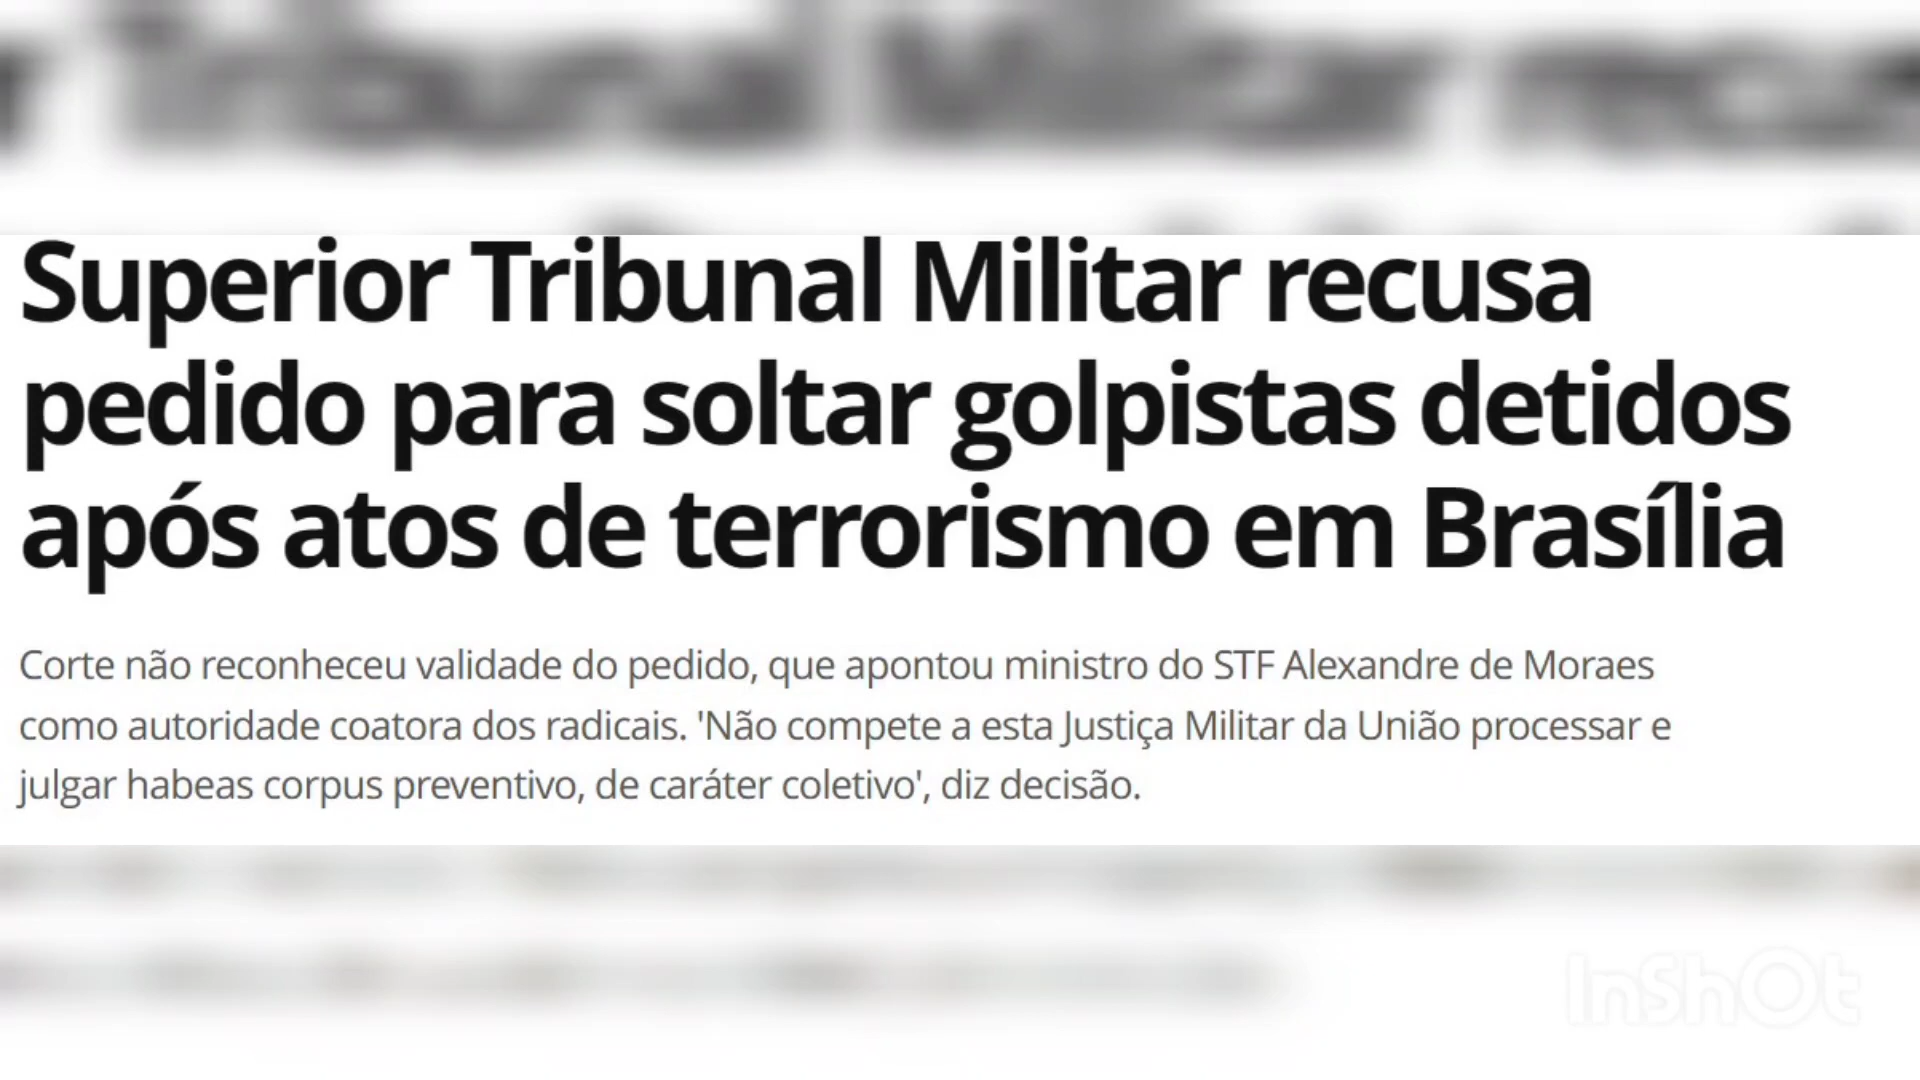 Superior Tribunal Militar recusa
pedido para soltar golpistas detidos
após atos de terrorismo em Brasília
Corte não reconheceu validade do pedido, que apontou ministro do STF Alexandre de Moraes
como autoridade coatora dos radicais. 'Não compete a esta Justiça Militar da União processar e
julgar habeas corpus preventivo, de caráter coletivo', diz decisão.
InShOt